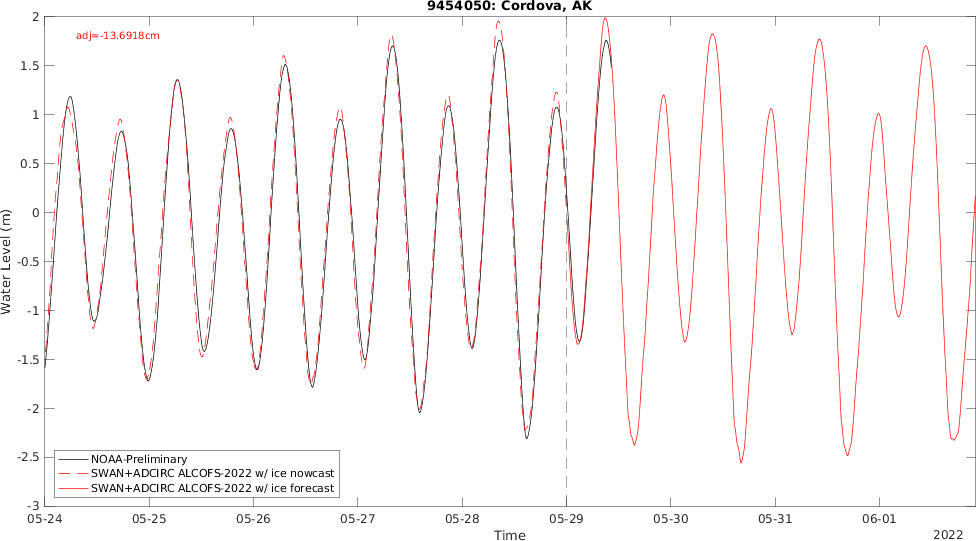 9454050: Cordova, AK
adj=-13.6918cm
2
1.5
1
0.5
0
-0.5
-1
-1.5
-2
-2.5
-3
Water Level (m)
NOAA-Preliminary
SWAN+ADCIRC ALCOFS-2022 w/ ice nowcast
SWAN+ADCIRC ALCOFS-2022 w/ ice forecast
05-24 05-25 05-26 05-27 05-28 05-29 05-30 05-31 06-01
Time
2022